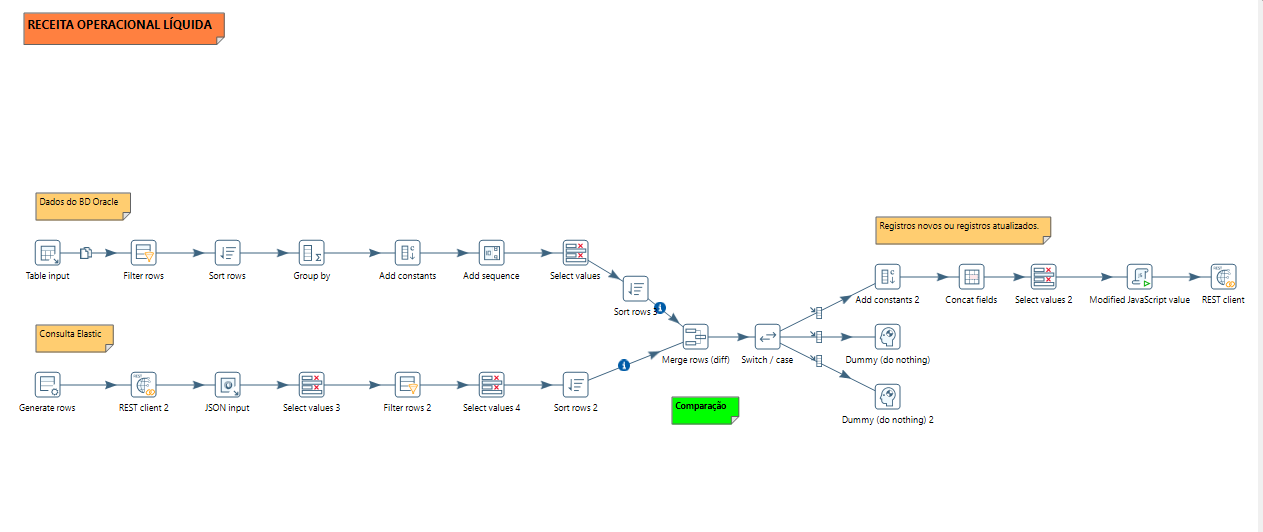 RECEITA OPERACIONAL LÍQUIDA
Dados do BD Oracle
Table input
Filter rows
Sort rows
Group by
Add constants
Add sequence
Select values
Sort rows 3
Consulta Elastic
Generate rows
REST client 2
JSON input
Select values 3
Filter rows 2
Select values 4
Sort rows 2
Merge rows (diff)
Switch / case
Comparação
Registros novos ou registros atualizados.
Add constants 2
Concat fields
Select values 2
Modified JavaScript value
REST client
Dummy (do nothing)
Dummy (do nothing) 2